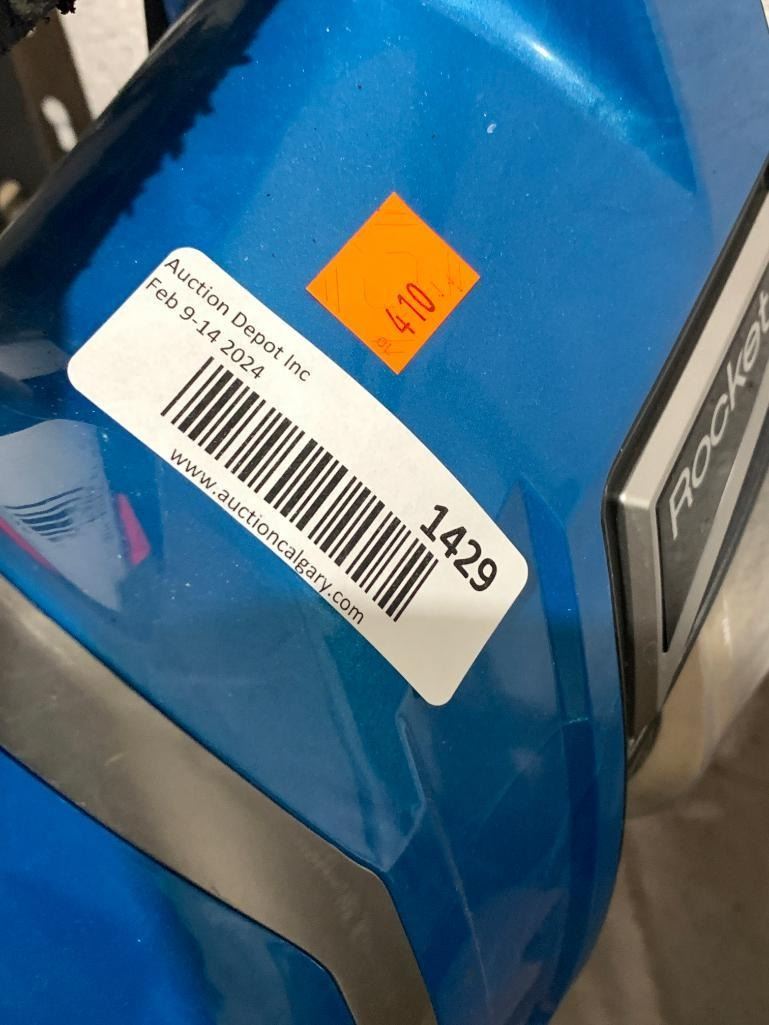 410
Auction Depot Inc
Feb 9-14 2024
1429
www.auctioncalgary.com
Rocket